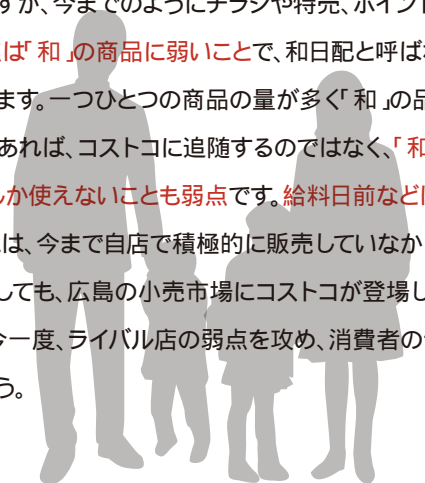 すが、今までのようにチラシや特売、ポイント
は「和」の商品に弱いことで、和日配と呼ば
ます。一つひとつの商品の量が多く「和」の品
あれば、コストコに追随するのではなく、「和
しか使えないことも弱点です。給料日前などに
は、今まで自店で積極的に販売していなか
しても、広島の小売市場にコストコが登場し
今一度、ライバル店の弱点を攻め、消費者の
う。